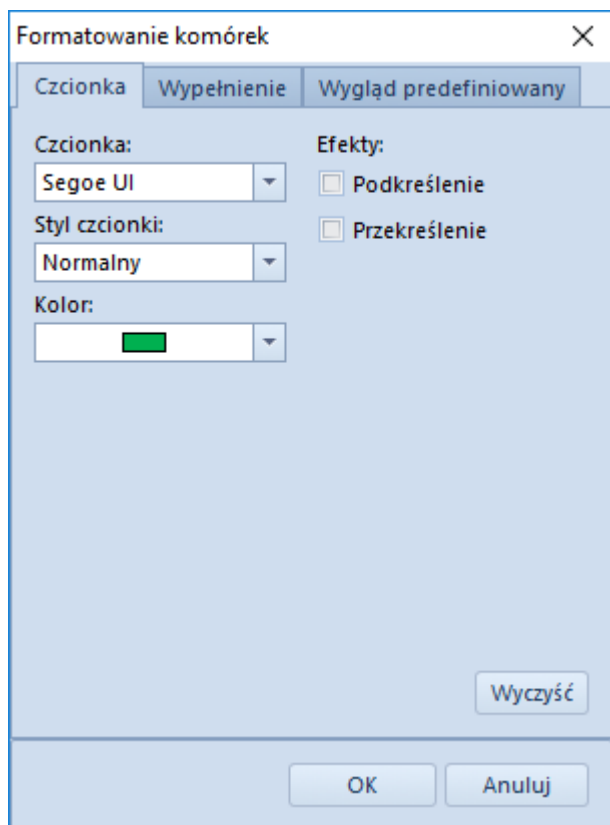 Formatowanie komórek
Czcionka Wypełnienie Wygląd predefiniowany
Czcionka: Efekty:
Segoe UI Podkreślenie
Styl czcionki: Przekreślenie
Normalny
Kolor:
Wyczyść
OK Anuluj